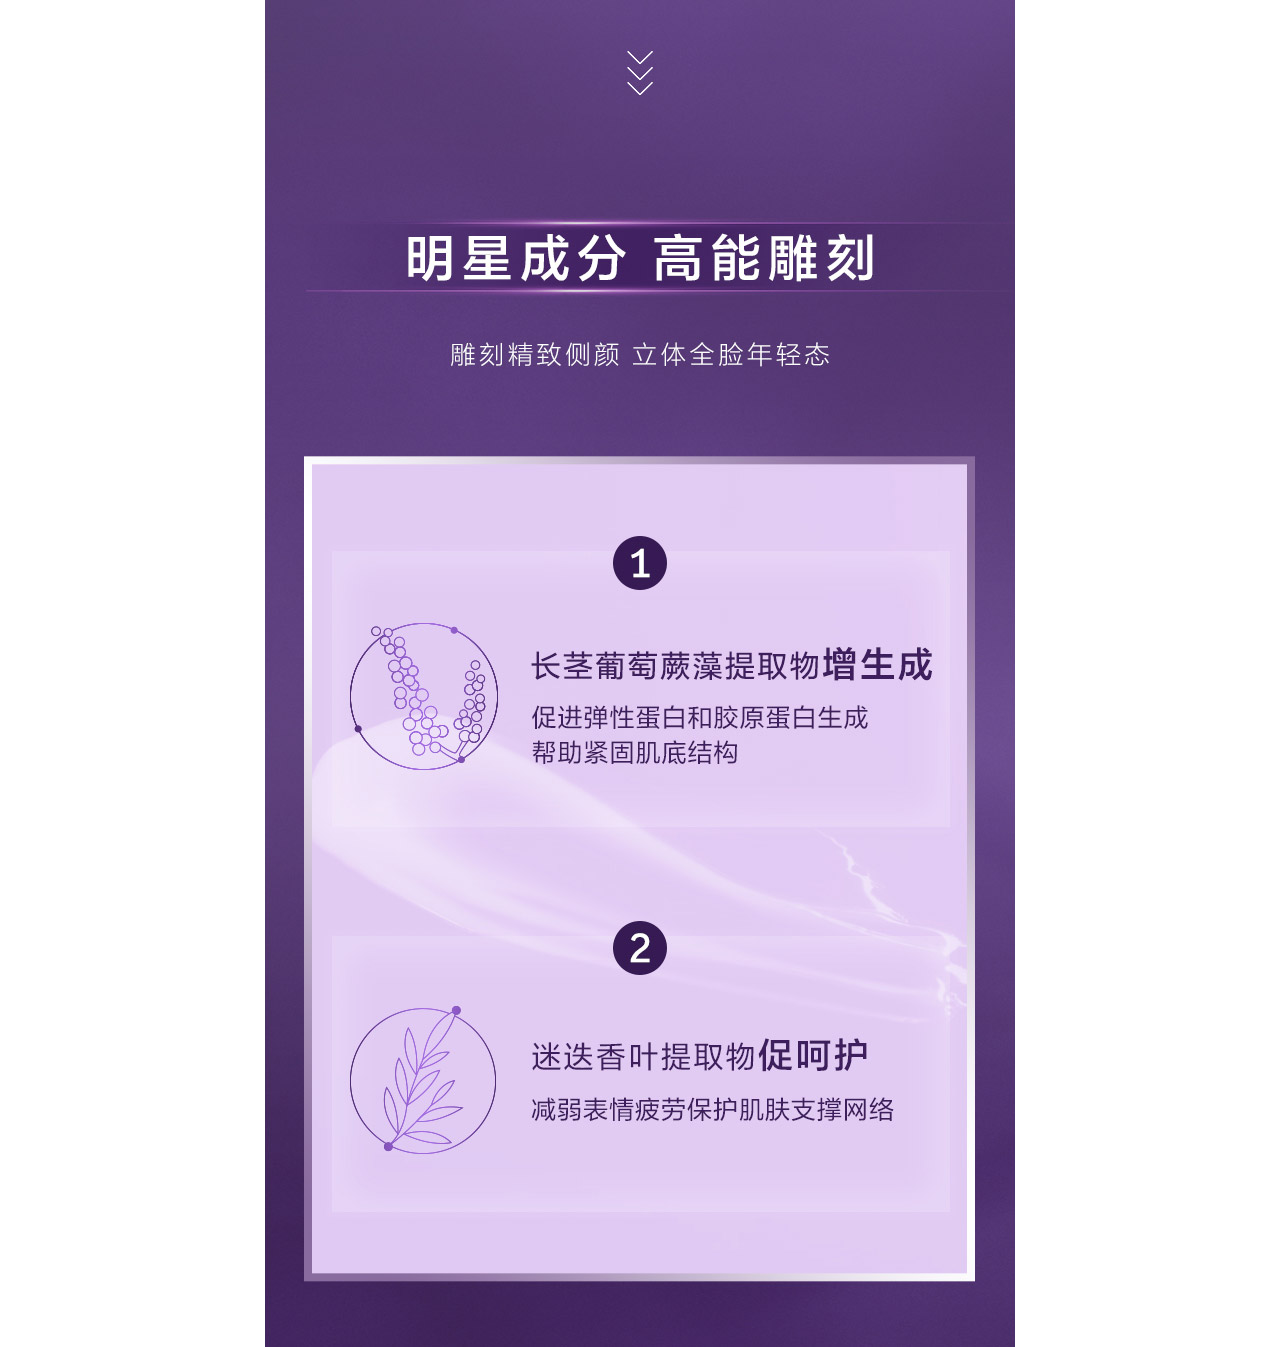 明星成分 高能雕刻
雕刻精致侧颜 立体全脸年轻态
1
长茎葡萄蕨藻提取物增生成
促进弹性蛋白和胶原蛋白生成
帮助紧固肌底结构
2
迷迭香叶提取物促呵护
减弱表情疲劳保护肌肤支撑网络